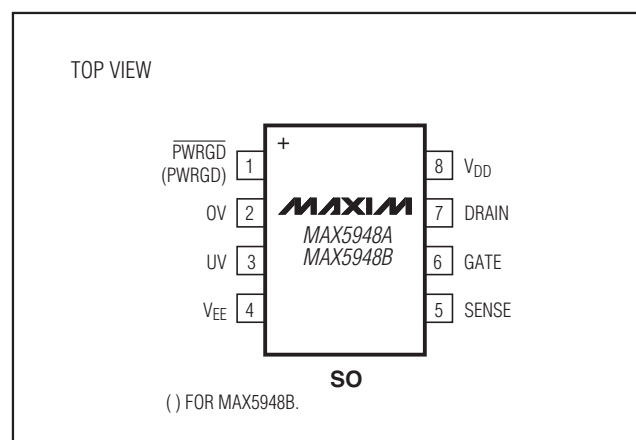 TOP VIEW
PWRGD
(PWRGD)
1
OV
2
UV
3
VEE
4
+
MAXIM
MAX5948A
MAX5948B
8
VDD
7
DRAIN
6
GATE
5
SENSE
SO
( ) FOR MAX5948B.